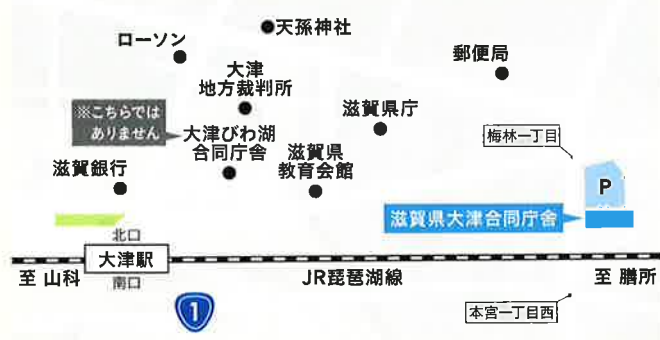 天孫神社
ローソン
郵便局
大津
地方裁判所
滋賀県庁
※こちらでは
ありません
大津びわ湖
合同庁舎
滋賀県
教育会館
梅林一丁目
滋賀銀行
P
滋賀県大津合同庁舎
北口
大津駅
南口
至 山科
JR琵琶湖線
至 膳所
1
本宮一丁目西